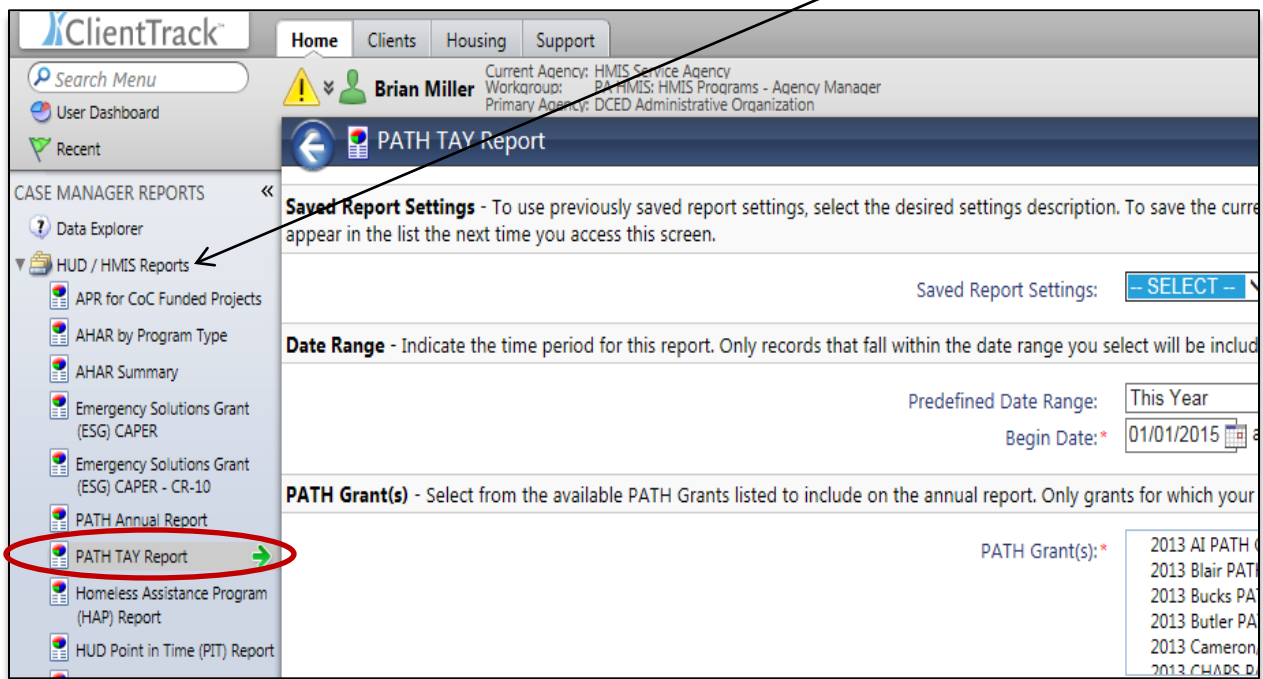 ClientTrack™
Home Clients Housing Support
Search Menu
User Dashboard
Recent
Brian Miller
Current Agency: HMIS Service Agency
Workgroup: PA HMIS: HMIS Programs - Agency Manager
Primary Agency: DCED Administrative Organization
PATH TAY Report
CASE MANAGER REPORTS «
Data Explorer
HUD / HMIS Reports
APR for CoC Funded Projects
AHAR by Program Type
AHAR Summary
Emergency Solutions Grant
(ESG) CAPER
Emergency Solutions Grant
(ESG) CAPER - CR-10
PATH Annual Report
PATH TAY Report
Homeless Assistance Program
(HAP) Report
HUD Point in Time (PIT) Report
Saved Report Settings - To use previously saved report settings, select the desired settings description. To save the curre
appear in the list the next time you access this screen.
Saved Report Settings: -- SELECT --
Date Range - Indicate the time period for this report. Only records that fall within the date range you select will be includ
Predefined Date Range: This Year
Begin Date:* 01/01/2015 a
PATH Grant(s) - Select from the available PATH Grants listed to include on the annual report. Only grants for which your
PATH Grant(s):* 2013 AI PATH
2013 Blair PATH
2013 Bucks PA
2013 Butler PA
2013 Cameron,
2013 CHAPS PA